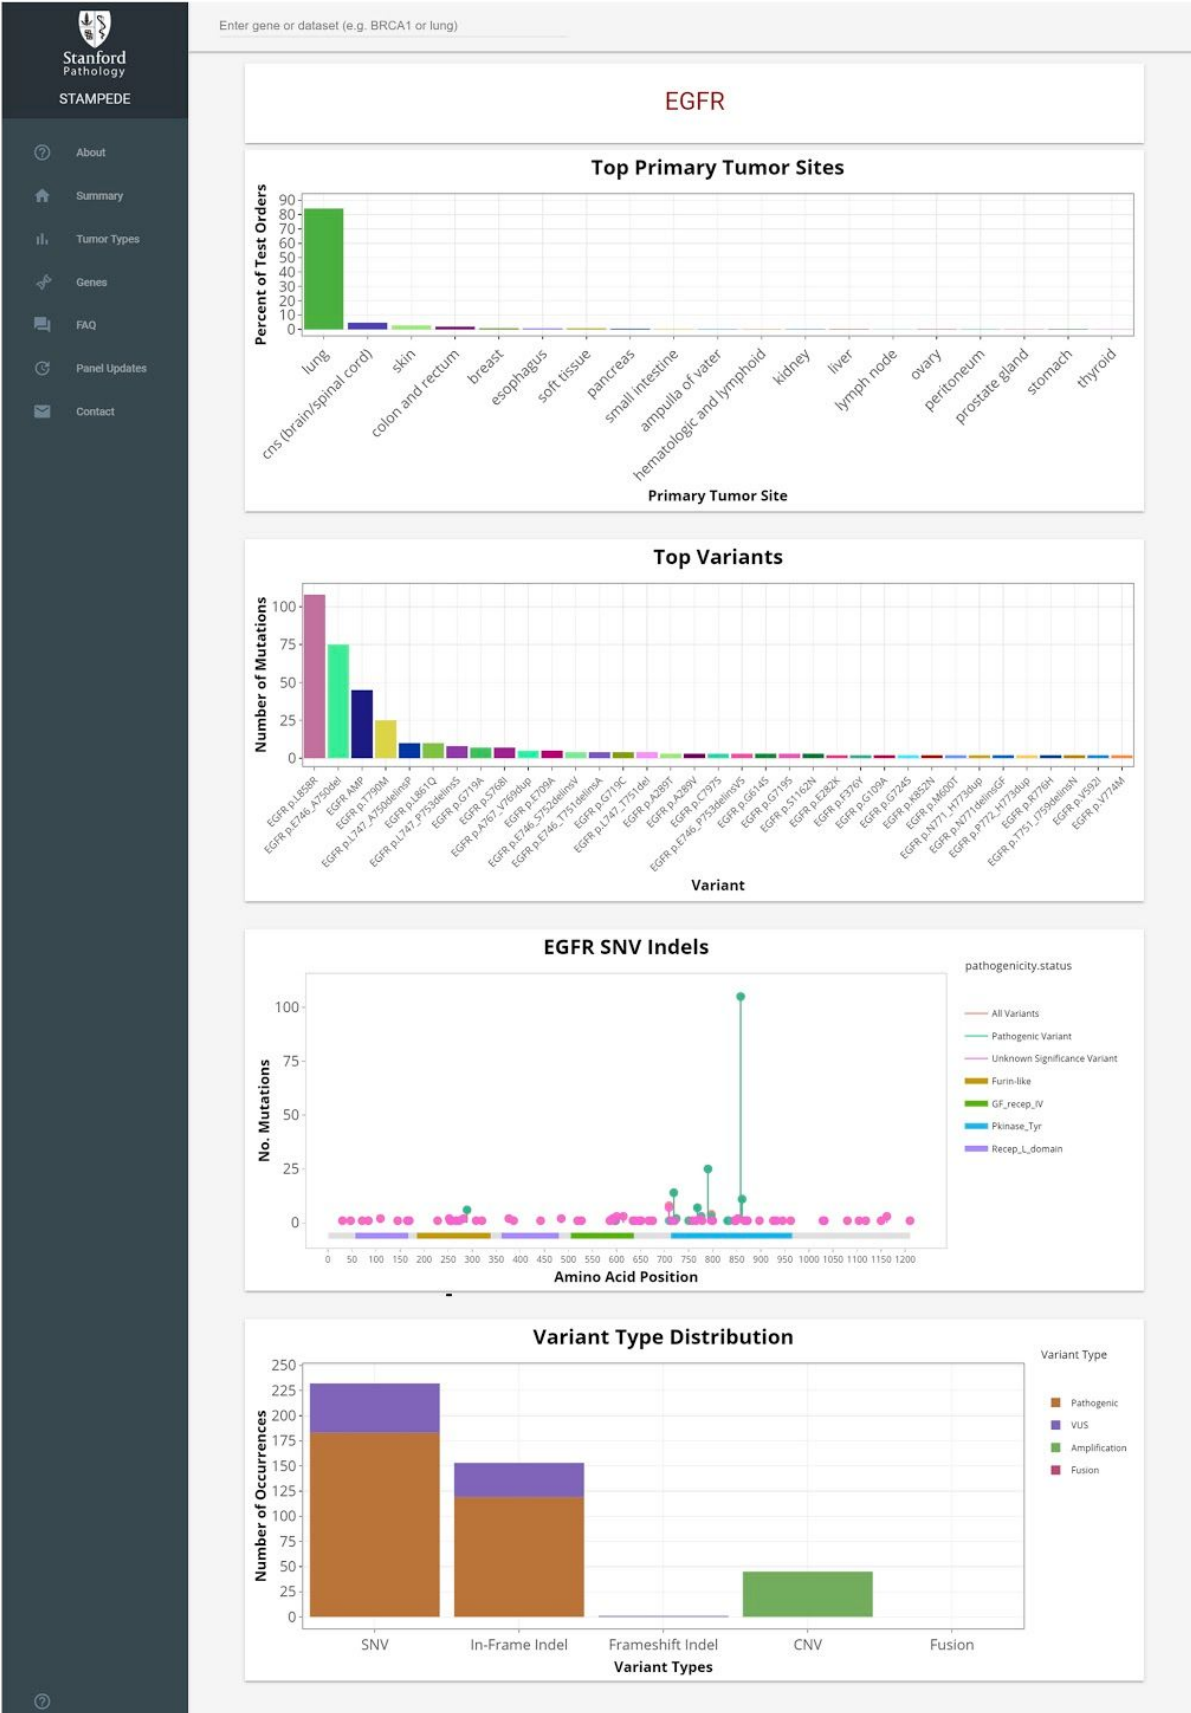 Stanford
Pathology
STAMPEDE
About
Summary
Tumor Types
Genes
FAQ
Panel Updates
Contact
Enter gene or dataset (e.g. BRCA1 or lung)
EGFR
Top Primary Tumor Sites
Percent of Test Orders
90
80
70
60
50
40
30
20
10
0
lung
cns (brain/spinal cord)
skin
colon and rectum
breast
esophagus
soft tissue
pancreas
small intestine
ampulla of vater
hematologic and lymphoid
kidney
liver
lymph node
ovary
peritoneum
prostate gland
stomach
thyroid
Primary Tumor Site
Top Variants
Number of Mutations
100
75
50
25
0
EGFR p.L858R
EGFR p.E746_A750del
EGFR AMP
EGFR p.T790M
EGFR p.L747_A750delinsP
EGFR p.L861Q
EGFR p.L747_P753delinsS
EGFR p.G719A
EGFR p.S768I
EGFR p.A767_V769dup
EGFR p.E709A
EGFR p.E746_S752delinsV
EGFR p.E746_T751delinsA
EGFR p.G719C
EGFR p.L747_T751del
EGFR p.A289T
EGFR p.A289V
EGFR p.C797S
EGFR p.E746_P753delinsVS
EGFR p.G614S
EGFR p.G719S
EGFR p.S1162N
EGFR p.E282K
EGFR p.F376Y
EGFR p.G109A
EGFR p.G724S
EGFR p.K852N
EGFR p.M600T
EGFR p.N771_H773dup
EGFR p.N771delinsGF
EGFR p.P772_H773dup
EGFR p.R776H
EGFR p.T751_I759delinsN
EGFR p.V592I
EGFR p.V774M
Variant
EGFR SNV Indels
No. Mutations
100
75
50
25
0
0 50 100 150 200 250 300 350 400 450 500 550 600 650 700 750 800 850 900 950 1000 1050 1100 1150 1200
Amino Acid Position
pathogenicity.status
All Variants
Pathogenic Variant
Unknown Significance Variant
Furin-like
GF_recep_IV
Pkinase_Tyr
Recep_L_domain
Variant Type Distribution
Number of Occurrences
250
225
200
175
150
125
100
75
50
25
0
SNV In-Frame Indel Frameshift Indel CNV Fusion
Variant Types
Variant Type
Pathogenic
VUS
Amplification
Fusion